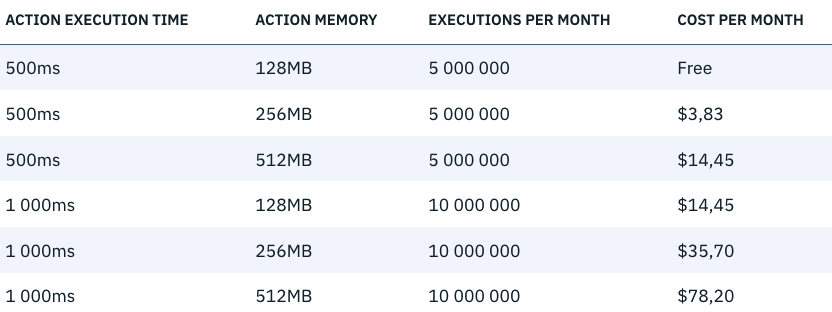 ACTION EXECUTION TIME ACTION MEMORY EXECUTIONS PER MONTH COST PER MONTH
500ms 128MB 5 000 000 Free
500ms 256MB 5 000 000 $3,83
500ms 512MB 5 000 000 $14,45
1 000ms 128MB 10 000 000 $14,45
1 000ms 256MB 10 000 000 $35,70
1 000ms 512MB 10 000 000 $78,20